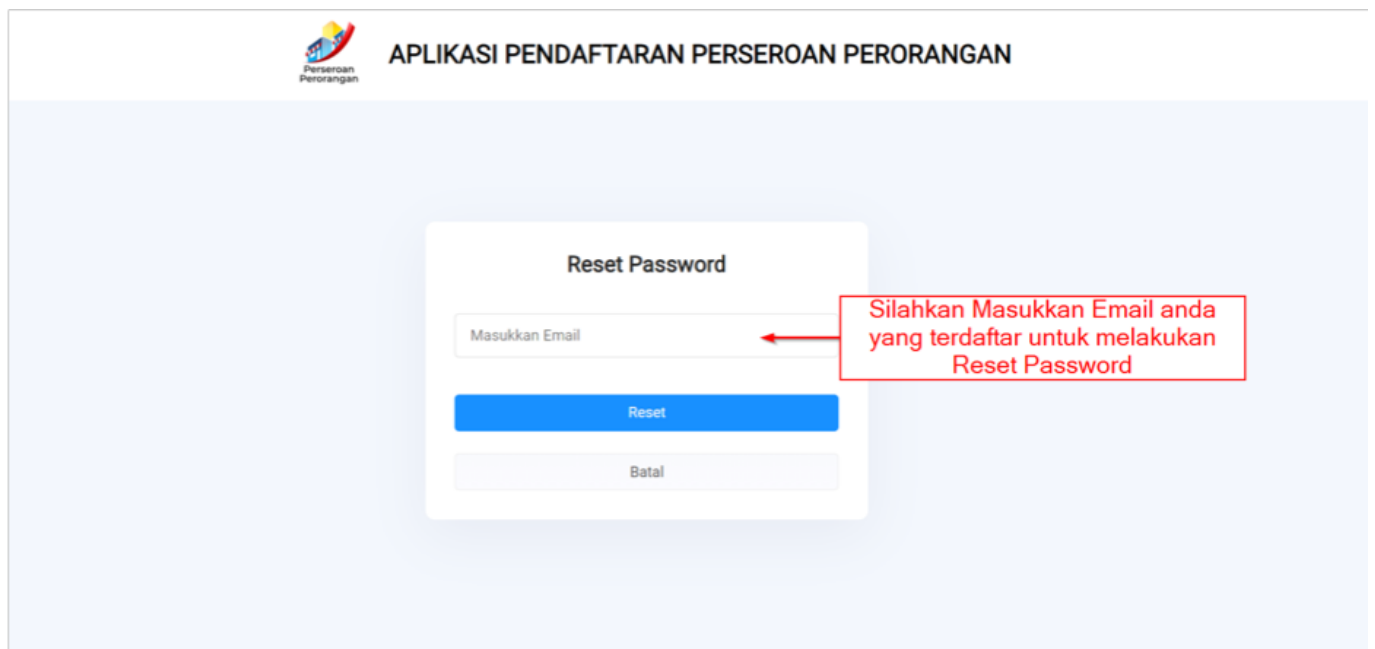 Perseroan
Perorangan
APLIKASI PENDAFTARAN PERSEROAN PERORANGAN
Reset Password
Masukkan Email
Silahkan Masukkan Email anda
yang terdaftar untuk melakukan
Reset Password
Reset
Batal